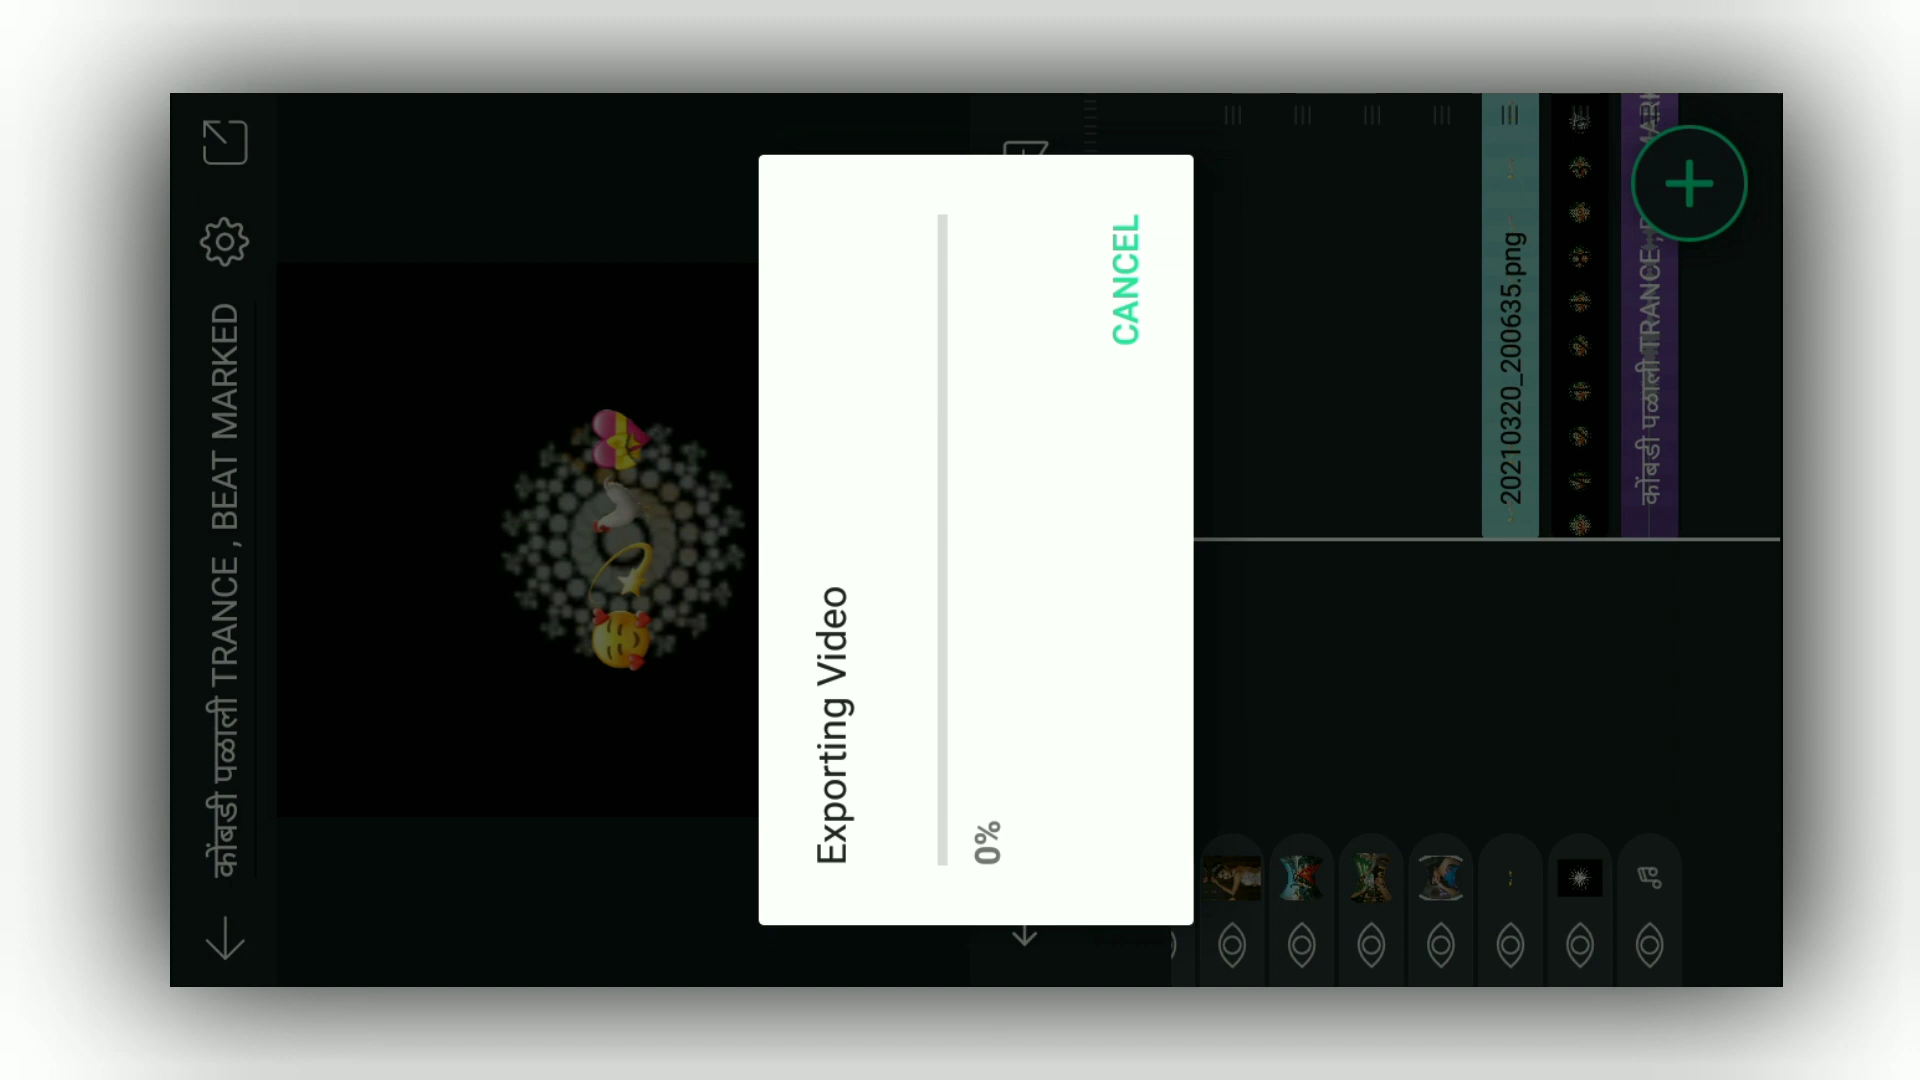 कोंबडी पळाली TRANCE , BEAT MARKED
Exporting Video
0%
CANCEL
20210320_200635.png
कोंबडी पळाली TRANCE ,